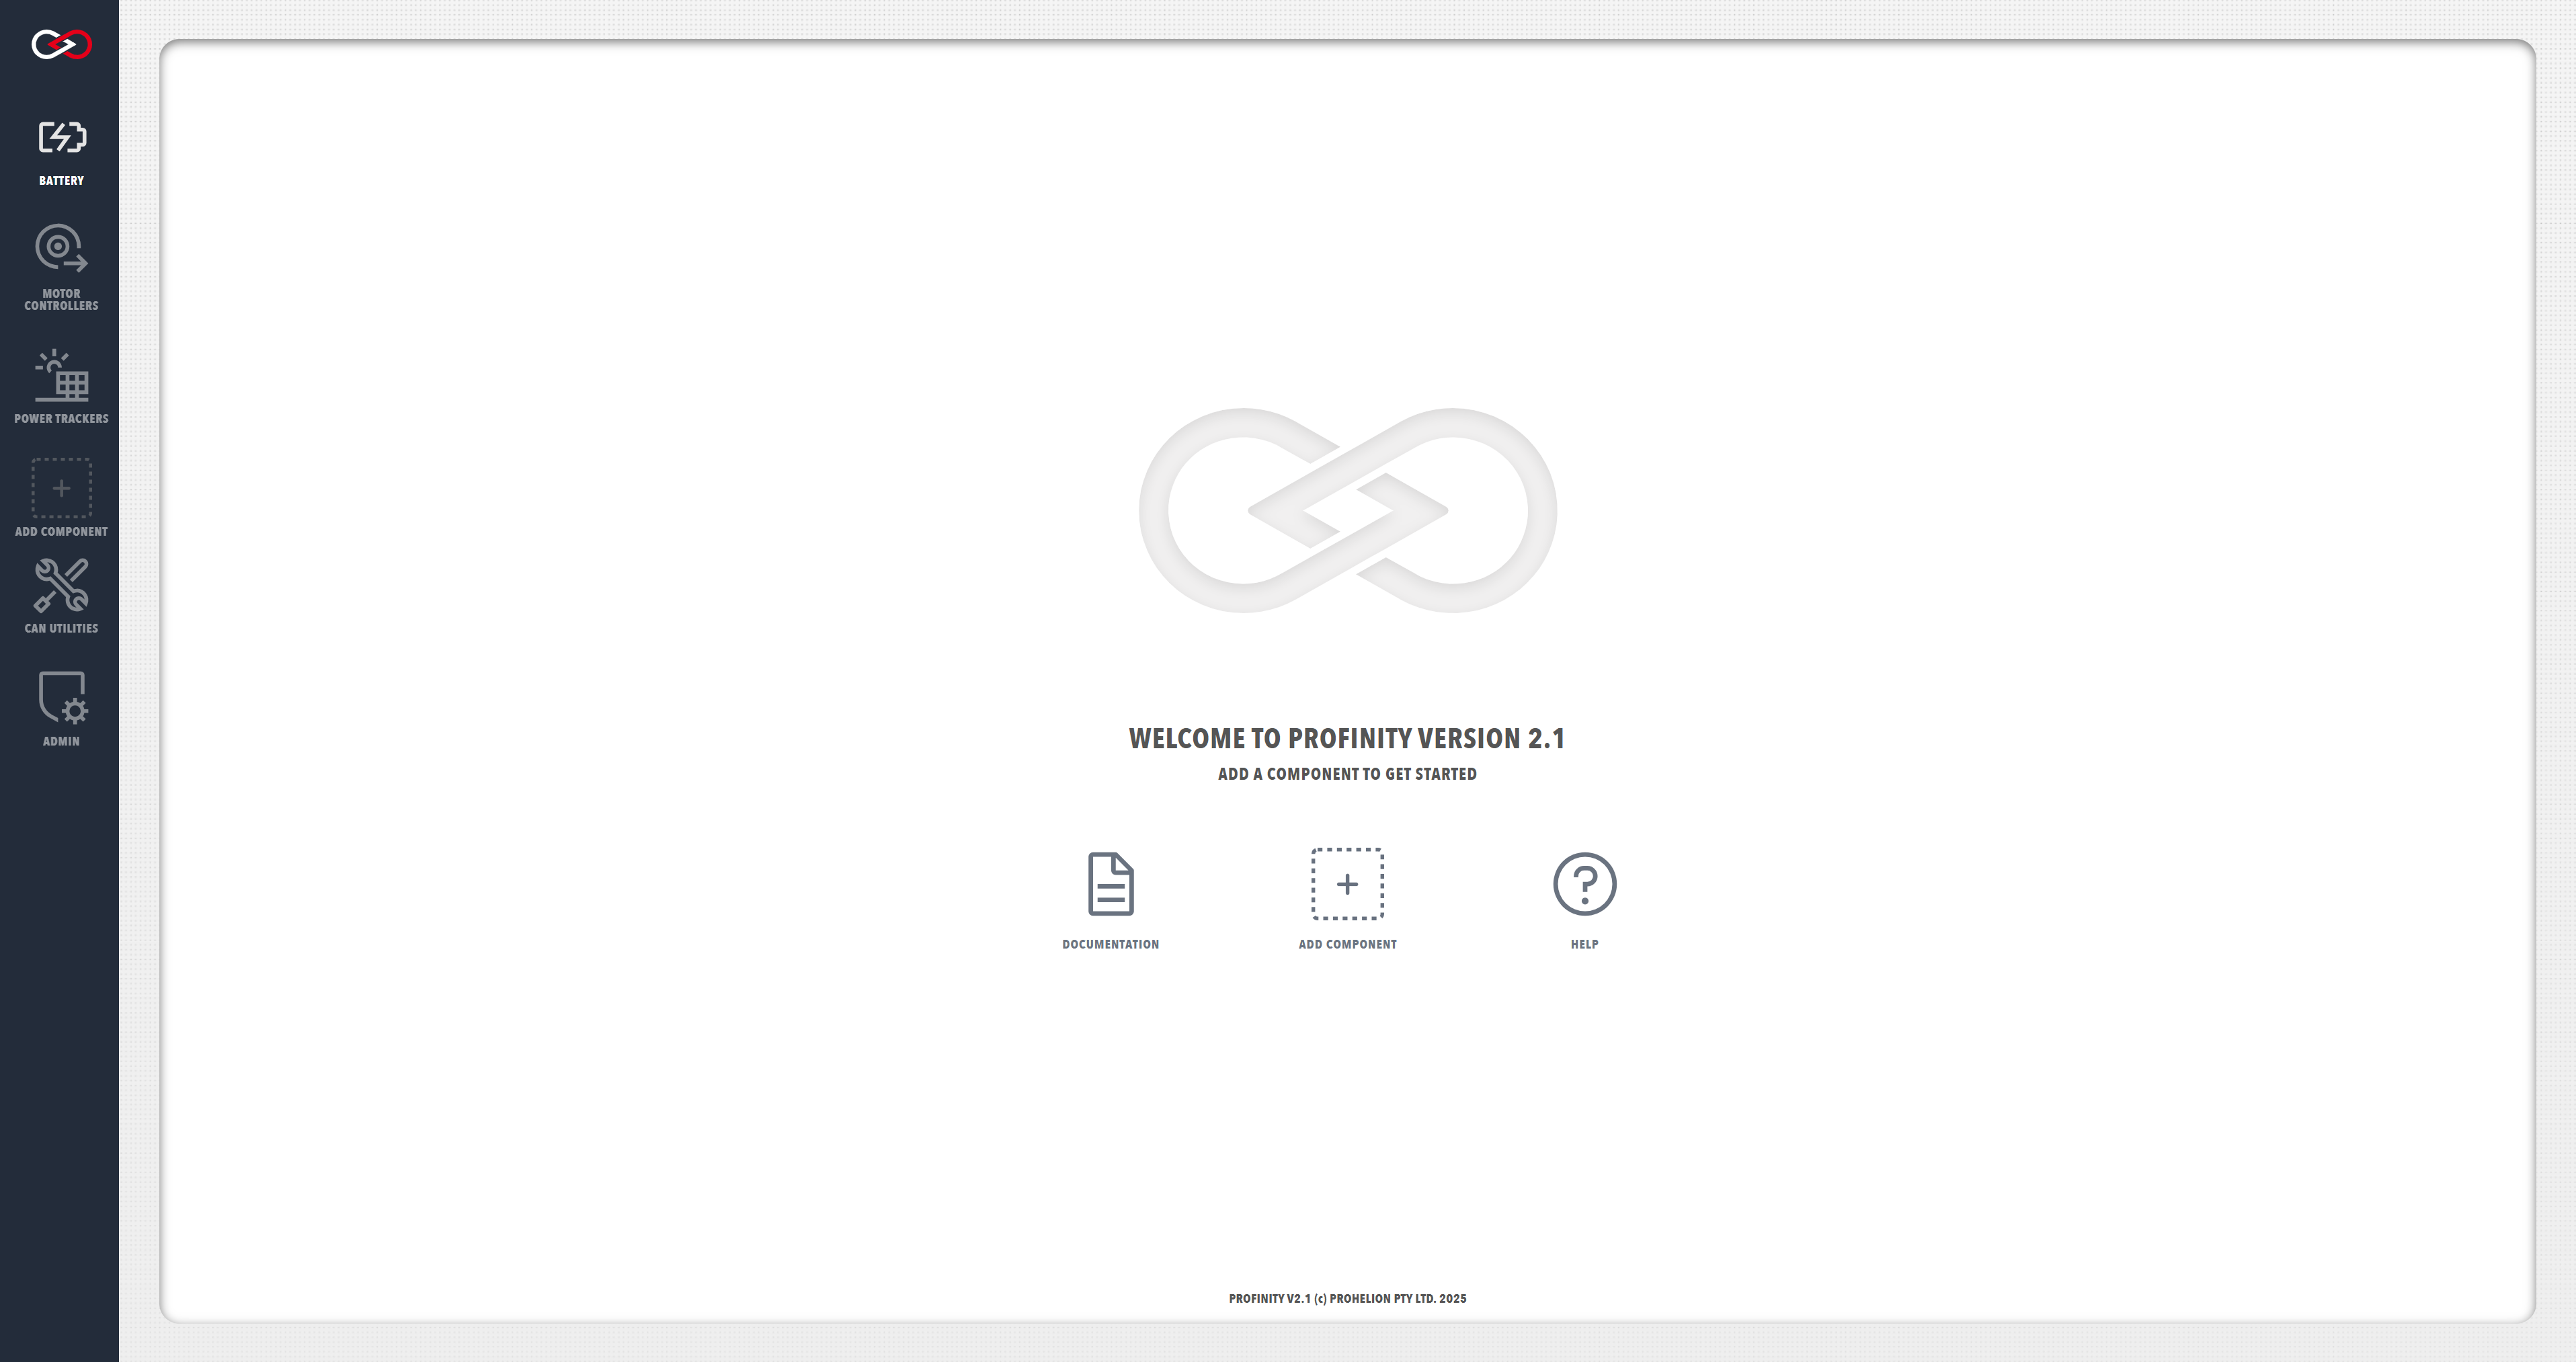 BATTERY
MOTOR
CONTROLLERS
POWER TRACKERS
ADD COMPONENT
CAN UTILITIES
ADMIN
WELCOME TO PROFINITY VERSION 2.1
ADD A COMPONENT TO GET STARTED
DOCUMENTATION
ADD COMPONENT
HELP
PROFINITY V2.1 (c) PROHELION PTY LTD. 2025